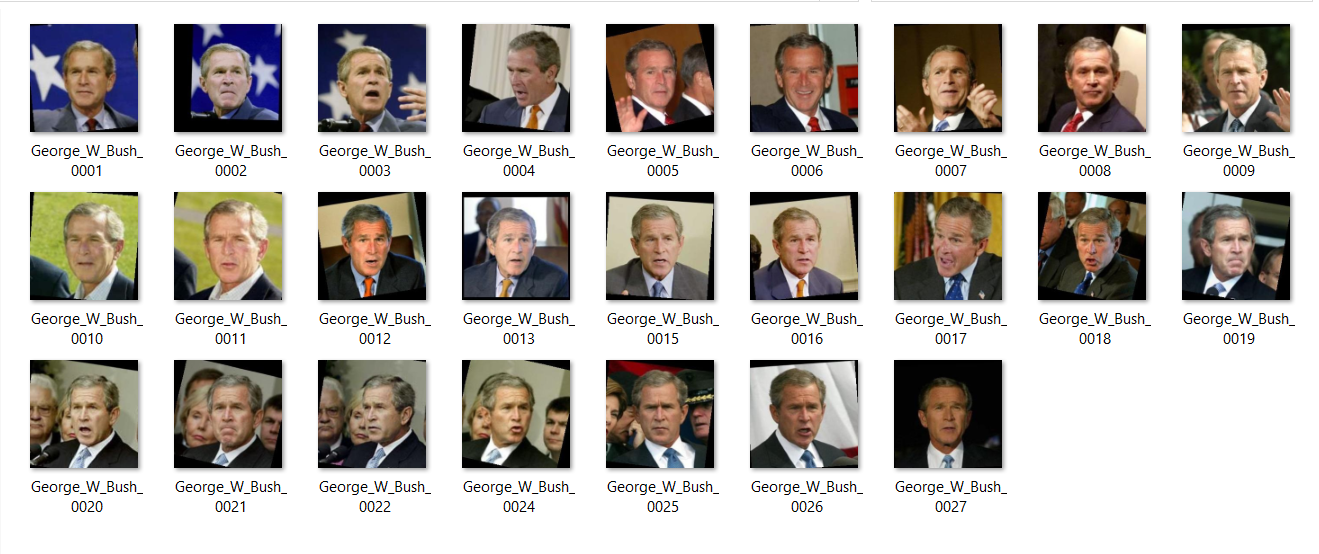 George_W_Bush_
0001
George_W_Bush_
0002
George_W_Bush_
0003
George_W_Bush_
0004
George_W_Bush_
0005
George_W_Bush_
0006
George_W_Bush_
0007
George_W_Bush_
0008
George_W_Bush_
0009
George_W_Bush_
0010
George_W_Bush_
0011
George_W_Bush_
0012
George_W_Bush_
0013
George_W_Bush_
0015
George_W_Bush_
0016
George_W_Bush_
0017
George_W_Bush_
0018
George_W_Bush_
0019
George_W_Bush_
0020
George_W_Bush_
0021
George_W_Bush_
0022
George_W_Bush_
0024
George_W_Bush_
0025
George_W_Bush_
0026
George_W_Bush_
0027